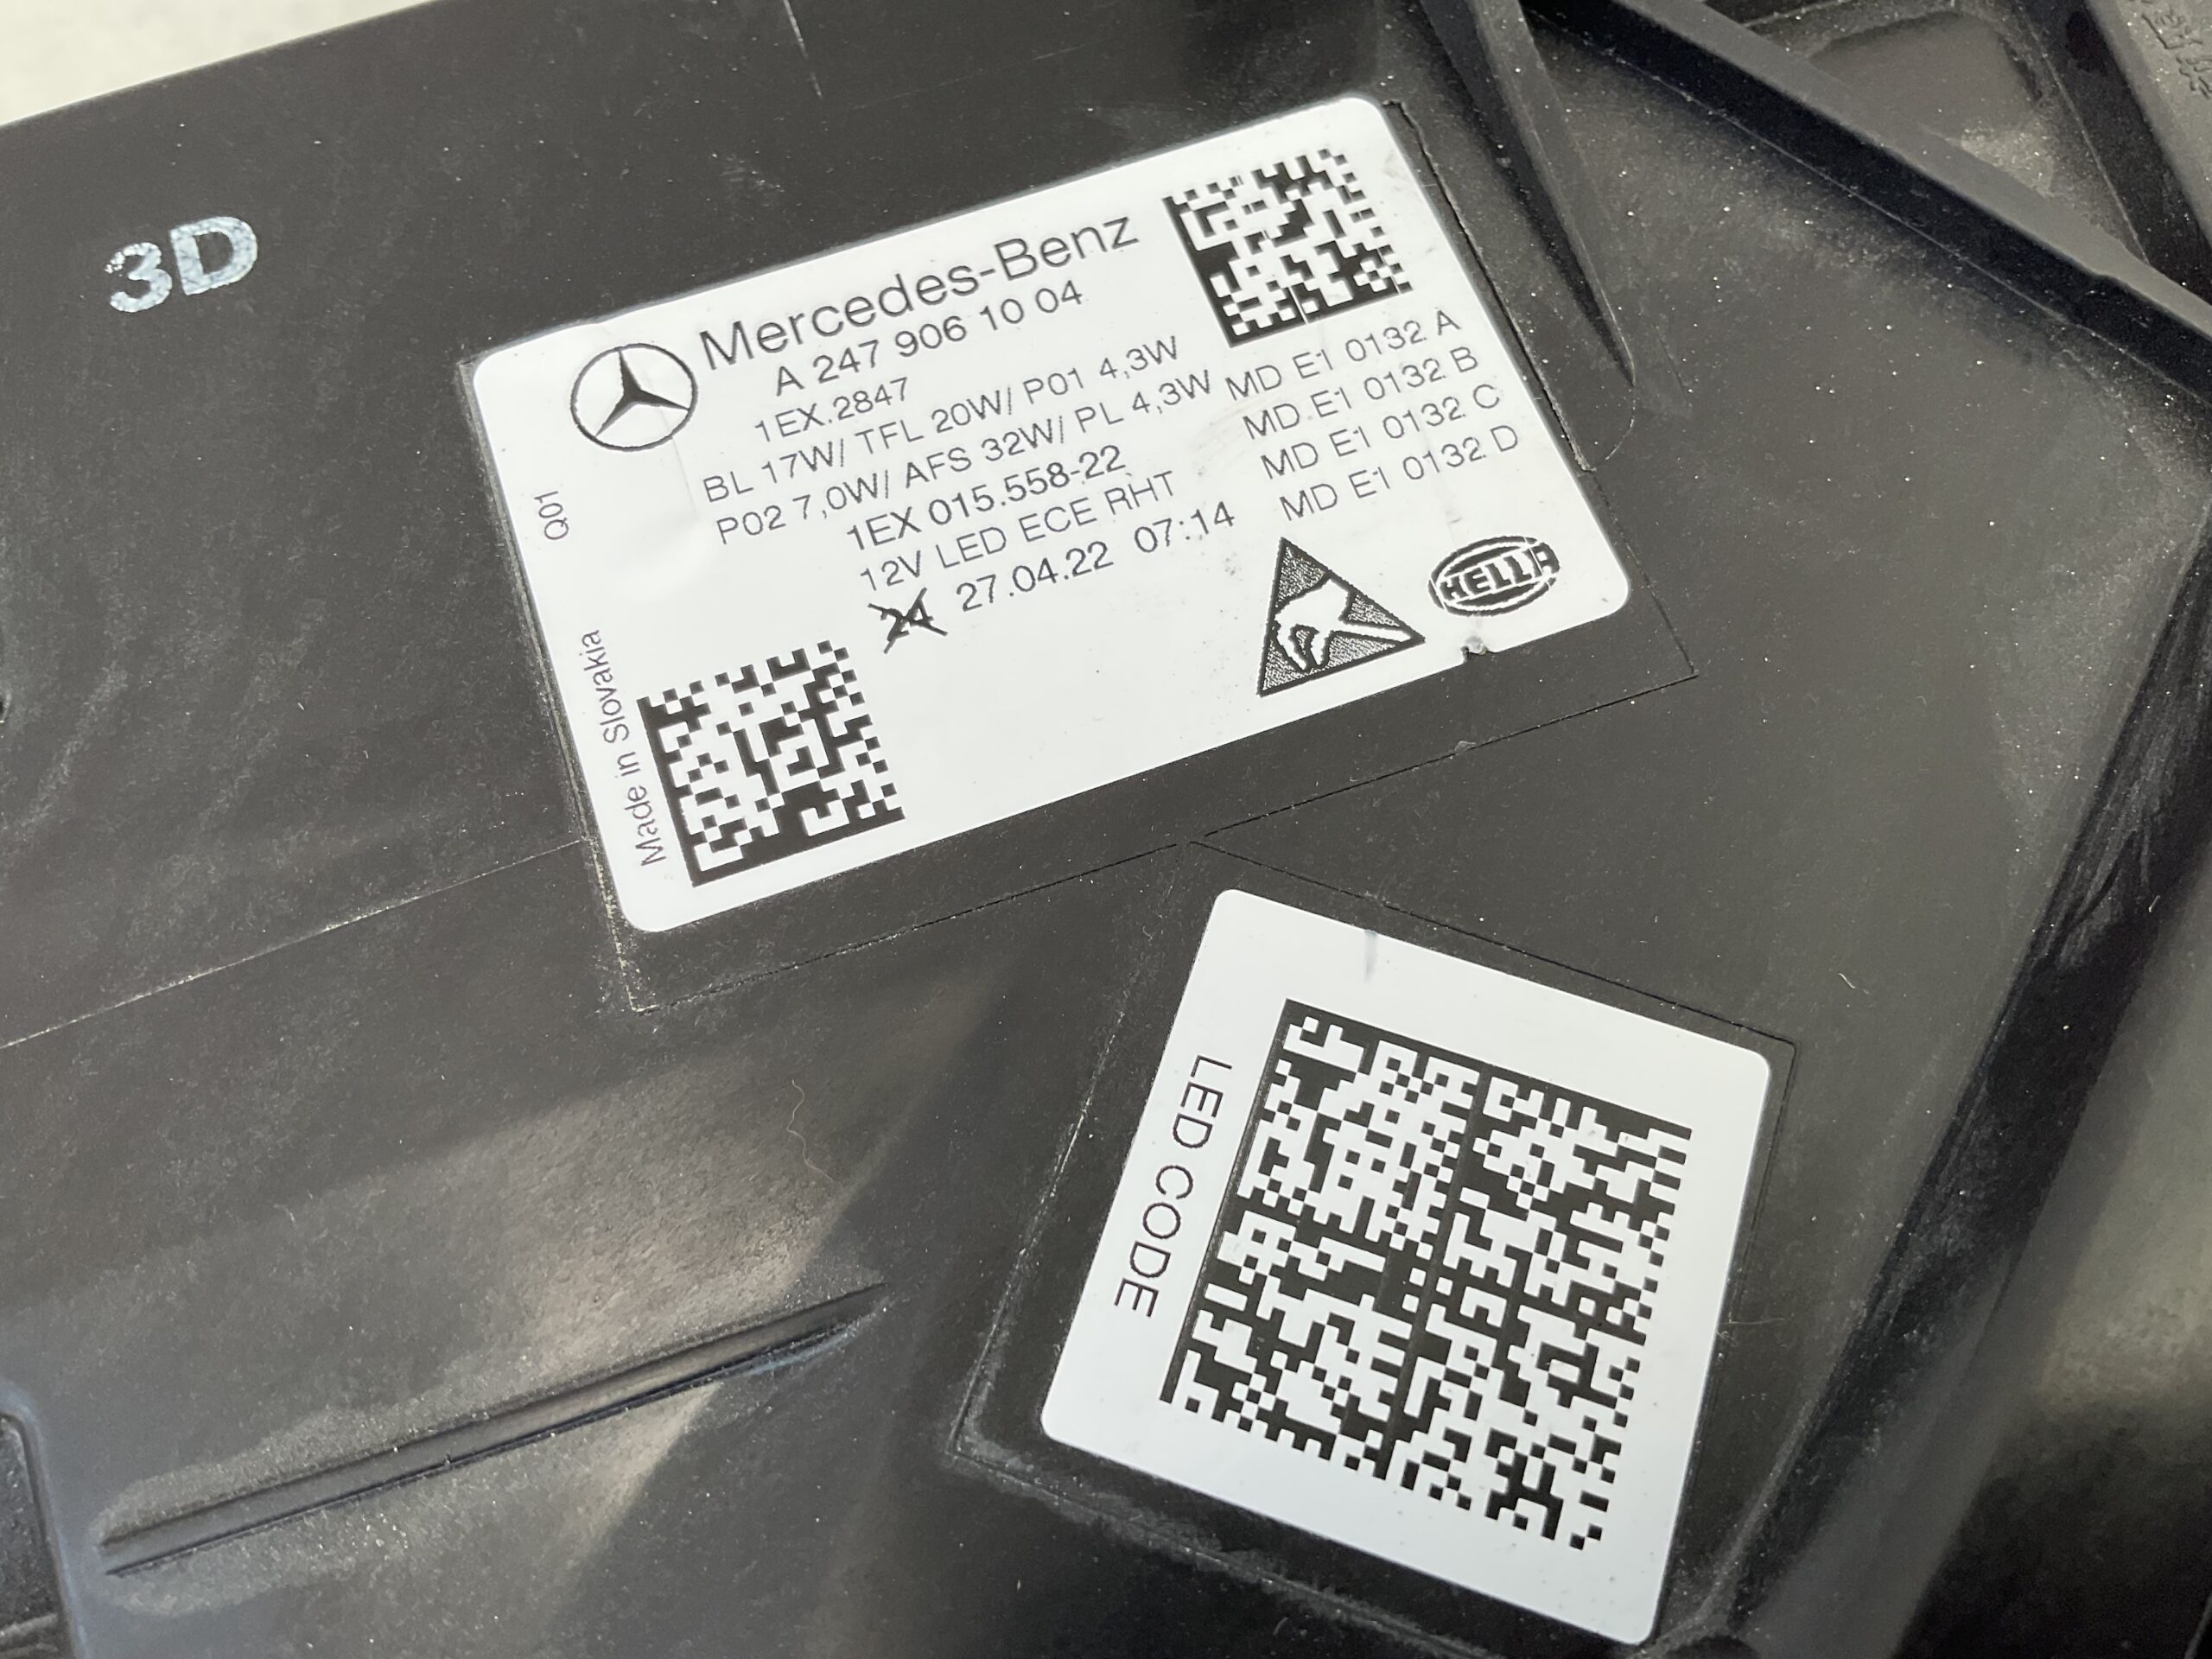 3D
Mercedes-Benz
A 247 906 10 04
1EX.2847
BL 17W/ TFL 20W/ P01 4,3W
P02 7,0W/ AFS 32W/ PL 4,3W
1EX 015.558-22
12V LED ECE RHT
24 27.04.22 07:14
MD E1 0132 A
MD E1 0132 B
MD E1 0132 C
MD E1 0132 D
HELLA
Q01
Made in Slovakia
LED CODE